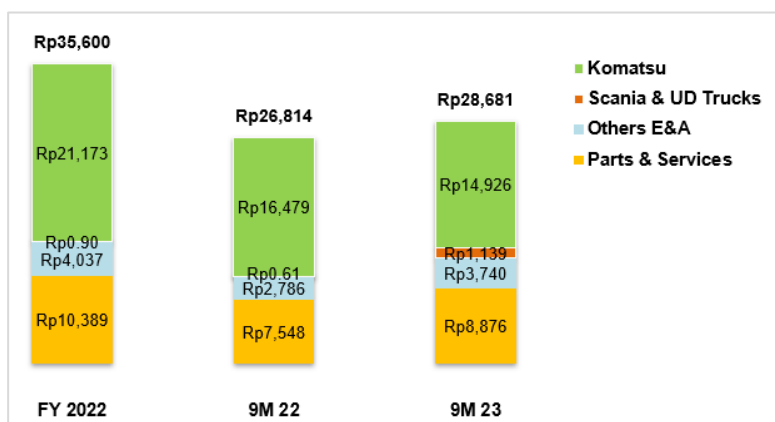 Rp35,600
Rp21,173
Rp0.90
Rp4,037
Rp10,389
FY 2022
Rp26,814
Rp16,479
Rp0.61
Rp2,786
Rp7,548
9M 22
Rp28,681
Rp14,926
Rp1,139
Rp3,740
Rp8,876
9M 23
Komatsu
Scania & UD Trucks
Others E&A
Parts & Services